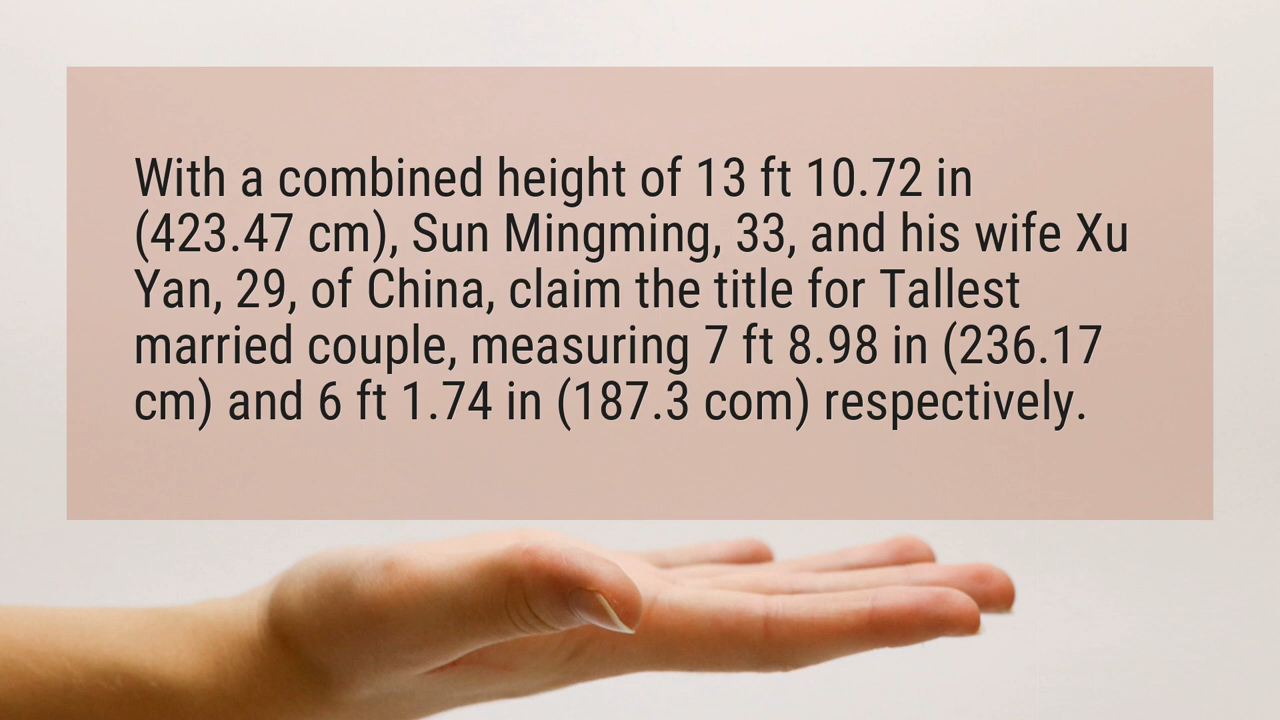 With a combined height of 13 ft 10.72 in
(423.47 cm), Sun Mingming, 33, and his wife Xu
Yan, 29, of China, claim the title for Tallest
married couple, measuring 7 ft 8.98 in (236.17
cm) and 6 ft 1.74 in (187.3 com) respectively.